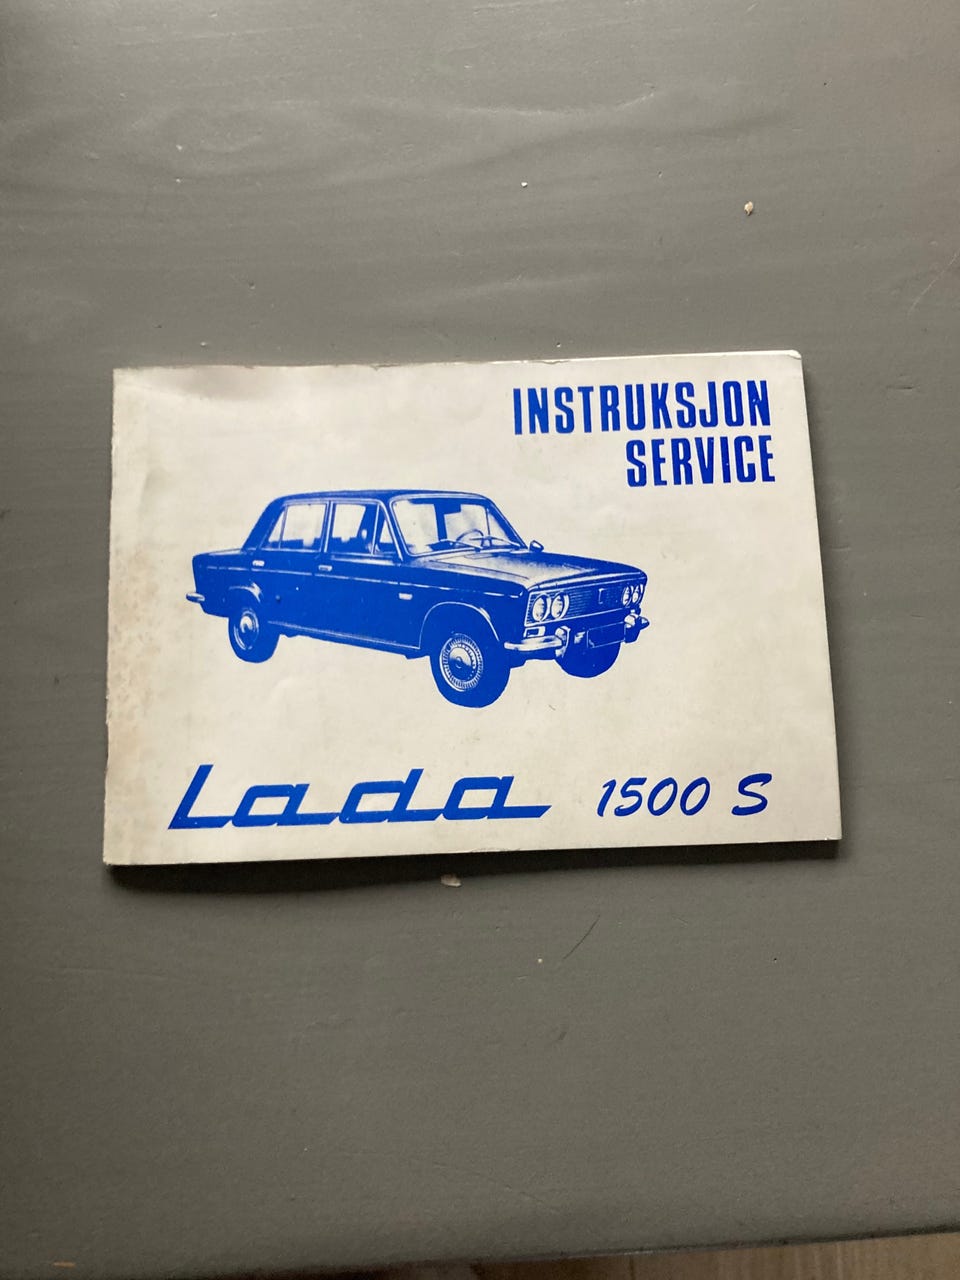 INSTRUKSJON
SERVICE
Lada 1500 S